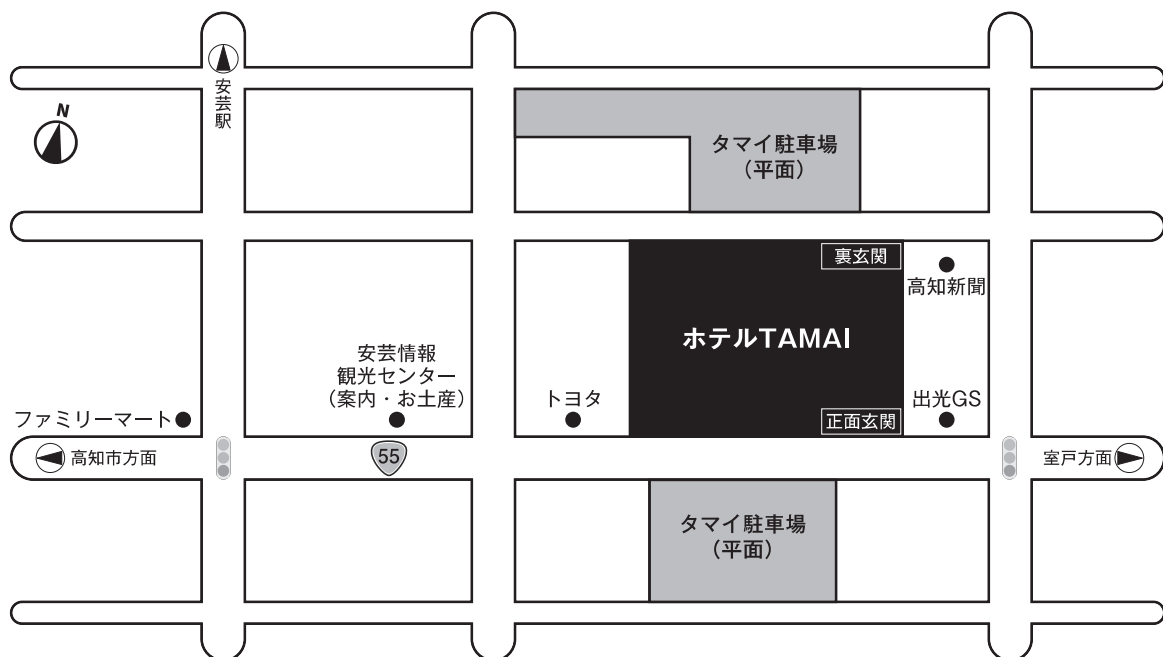 安芸駅
N
タマイ駐車場
（平面）
裏玄関
高知新聞
ホテルTAMAI
安芸情報
観光センター
（案内・お土産）
トヨタ
出光GS
ファミリーマート
正面玄関
高知市方面
55
室戸方面
タマイ駐車場
（平面）